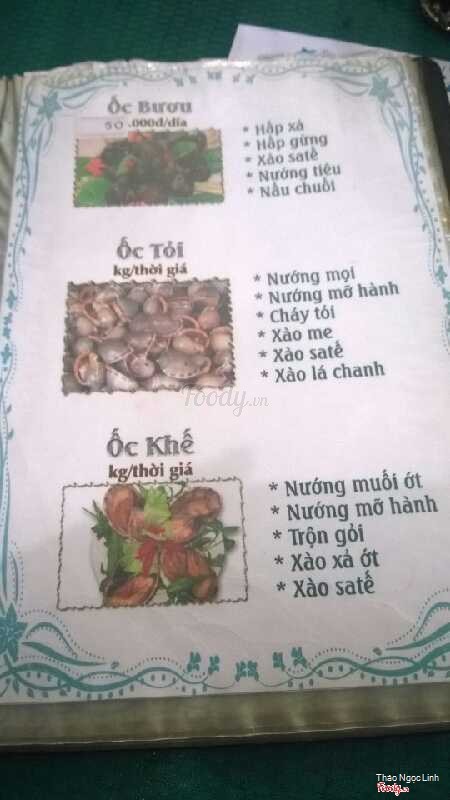 Ốc Bươu
50.000đ/dĩa
* Hấp xả
* Hấp gừng
* Xào satế
* Nướng tiêu
* Nấu chuối
Ốc Tỏi
kg/thời giá
* Nướng mọi
* Nướng mỡ hành
* Cháy tỏi
* Xào me
* Xào satế
* Xào lá chanh
Foody.vn
Ốc Khế
kg/thời giá
* Nướng muối ớt
* Nướng mỡ hành
* Trộn gỏi
* Xào xả ớt
* Xào satế
Thảo Ngọc Linh
Foody.vn